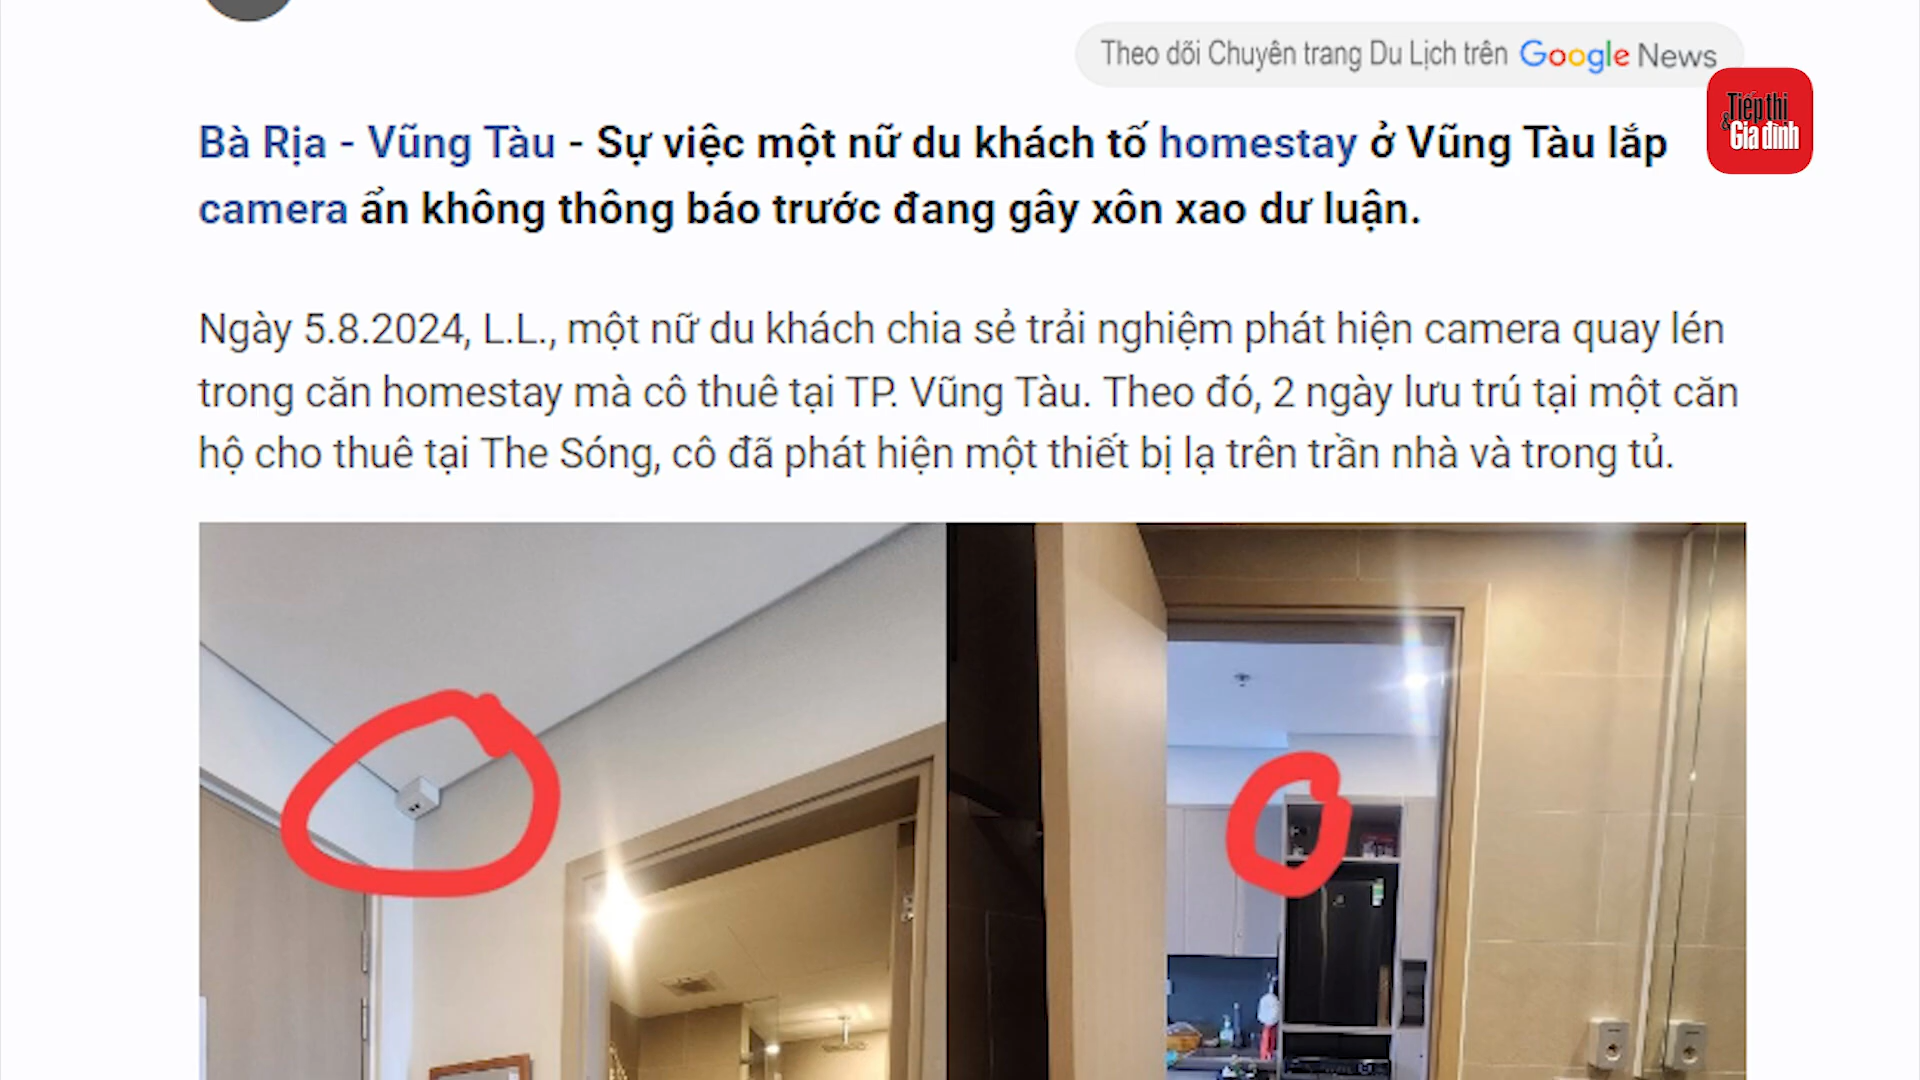 Theo dõi Chuyên trang Du Lịch trên Google News
Tiếpthi
& Gia đình
Bà Rịa - Vũng Tàu - Sự việc một nữ du khách tố homestay ở Vũng Tàu lắp
camera ẩn không thông báo trước đang gây xôn xao dư luận.
Ngày 5.8.2024, L.L., một nữ du khách chia sẻ trải nghiệm phát hiện camera quay lén
trong căn homestay mà cô thuê tại TP. Vũng Tàu. Theo đó, 2 ngày lưu trú tại một căn
hộ cho thuê tại The Sóng, cô đã phát hiện một thiết bị lạ trên trần nhà và trong tủ.